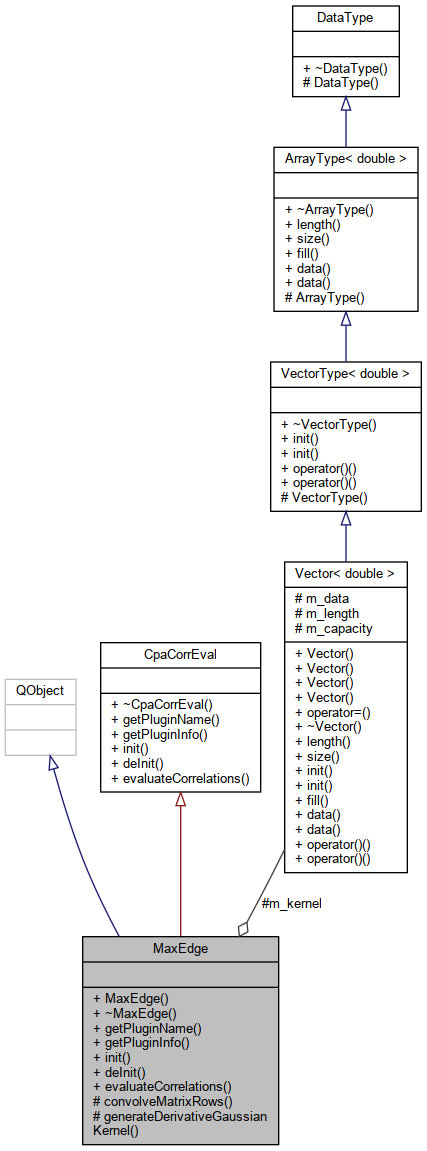 DataType
+ ~DataType()
# DataType()
ArrayType< double >
+ ~ArrayType()
+ length()
+ size()
+ fill()
+ data()
+ data()
# ArrayType()
VectorType< double >
+ ~VectorType()
+ init()
+ init()
+ operator()()
+ operator()()
# VectorType()
Vector< double >
# m_data
# m_length
# m_capacity
+ Vector()
+ Vector()
+ Vector()
+ Vector()
+ operator=()
+ ~Vector()
+ length()
+ size()
+ init()
+ init()
+ fill()
+ data()
+ data()
+ operator()()
+ operator()()
CpaCorrEval
+ ~CpaCorrEval()
+ getPluginName()
+ getPluginInfo()
+ init()
+ deInit()
+ evaluateCorrelations()
QObject
#m_kernel
MaxEdge
+ MaxEdge()
+ ~MaxEdge()
+ getPluginName()
+ getPluginInfo()
+ init()
+ deInit()
+ evaluateCorrelations()
# convolveMatrixRows()
# generateDerivativeGaussian
Kernel()